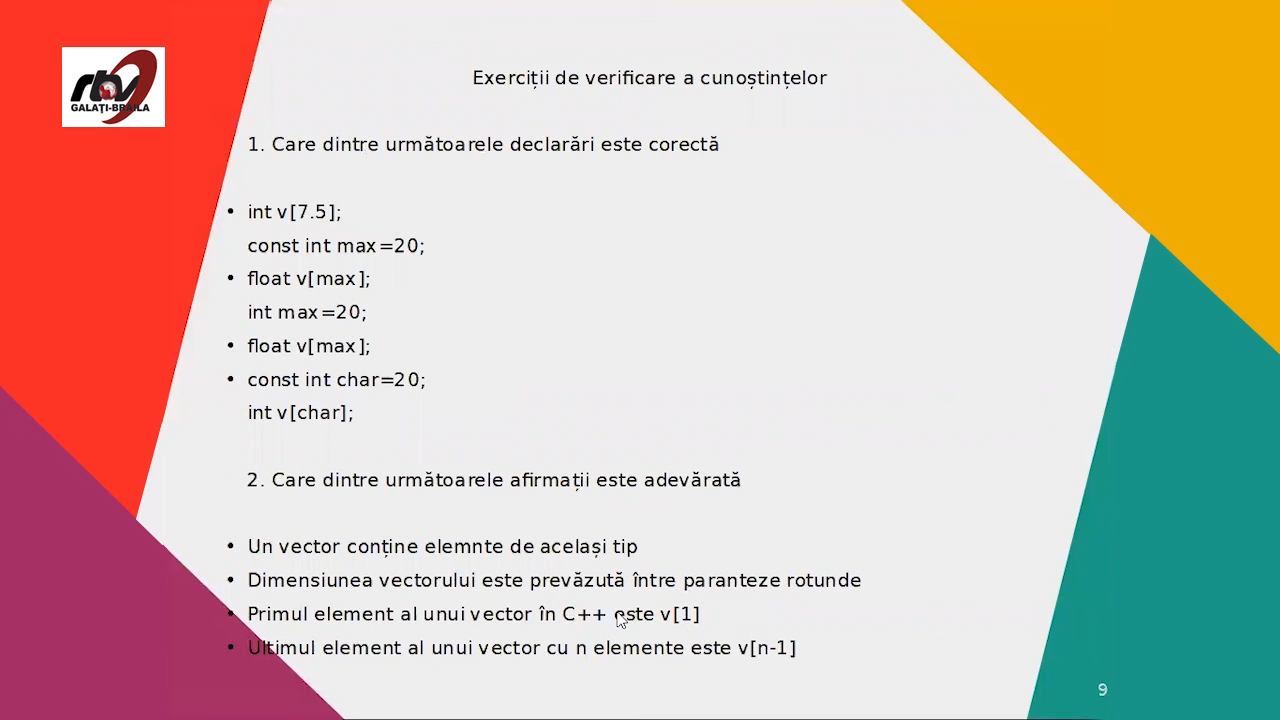 rtv
GALAȚI-BRĂILA
Exerciții de verificare a cunoștințelor
1. Care dintre următoarele declarări este corectă
• int v[7.5];
const int max=20;
• float v[max];
int max=20;
• float v[max];
• const int char=20;
int v[char];
2. Care dintre următoarele afirmații este adevărată
• Un vector conține elemnte de același tip
• Dimensiunea vectorului este prevăzută între paranteze rotunde
• Primul element al unui vector în C++ este v[1]
• Ultimul element al unui vector cu n elemente este v[n-1]
9